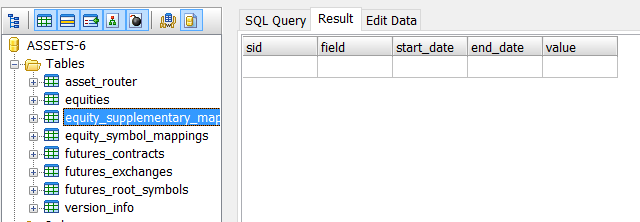 SQL Query Result Edit Data
sid field start_date end_date value
ASSETS-6
Tables
asset_router
equities
equity_supplementary_map
equity_symbol_mappings
futures_contracts
futures_exchanges
futures_root_symbols
version_info